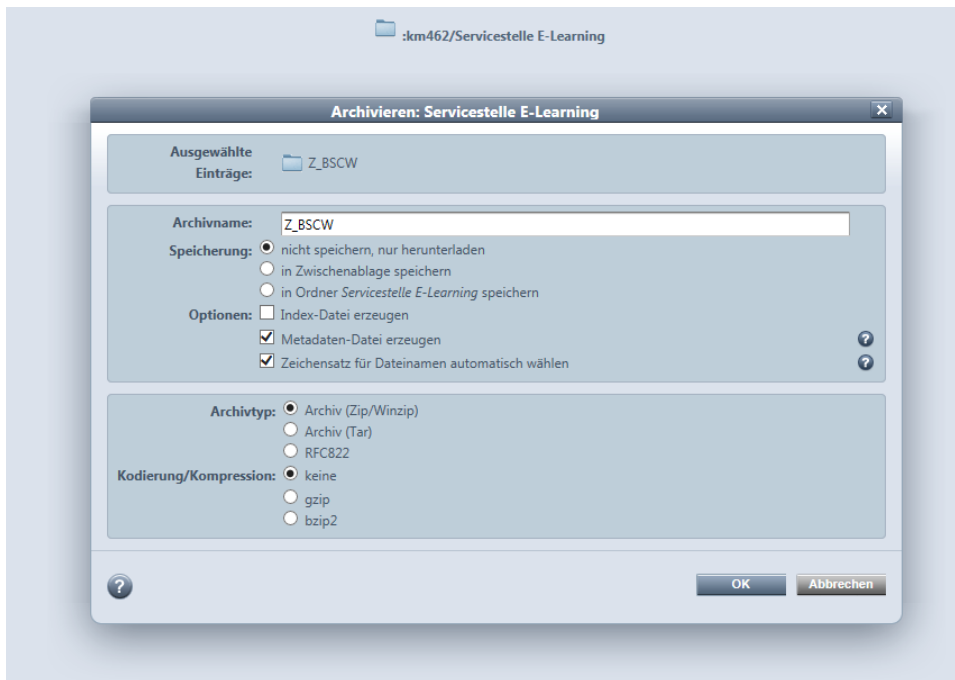 :km462/Servicestelle E-Learning
Archivieren: Servicestelle E-Learning
Ausgewählte Einträge: Z_BSCW
Archivname: Z_BSCW
Speicherung: nicht speichern, nur herunterladen
in Zwischenablage speichern
in Ordner Servicestelle E-Learning speichern
Optionen: Index-Datei erzeugen
Metadaten-Datei erzeugen ?
Zeichensatz für Dateinamen automatisch wählen ?
Archivtyp: Archiv (Zip/Winzip)
Archiv (Tar)
RFC822
Kodierung/Kompression: keine
gzip
bzip2
? OK Abbrechen